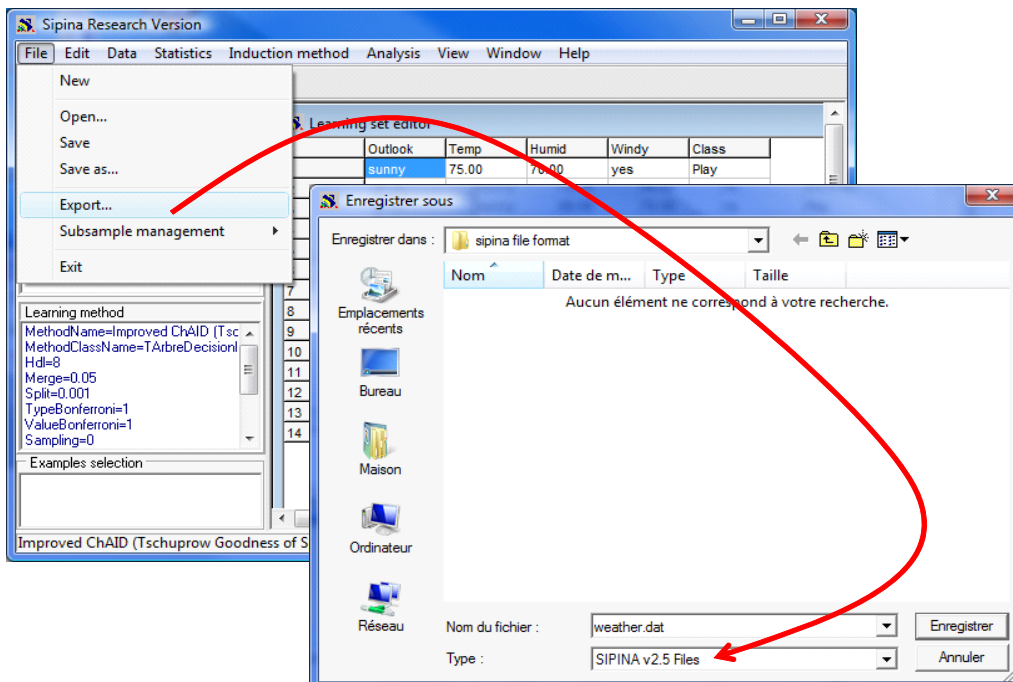 Sipina Research Version
File Edit Data Statistics Induction method Analysis View Window Help
New
Open...
Save
Save as...
Export...
Subsample management
Exit
Learning set editor
Outlook Temp Humid Windy Class
sunny 75.00 70.00 yes Play
7
8
9
10
11
12
13
14
Learning method
MethodName=Improved ChAID (Tsc
MethodClassName=TArbreDecisionI
Hdl=8
Merge=0.05
Split=0.001
TypeBonferroni=1
ValueBonferroni=1
Sampling=0
Examples selection
Improved ChAID (Tschuprow Goodness of S
Enregistrer sous
Enregistrer dans : sipina file format
Nom Date de m... Type Taille
Aucun élément ne correspond à votre recherche.
Emplacements
récents
Bureau
Maison
Ordinateur
Réseau
Nom du fichier : weather.dat Enregistrer
Type : SIPINA v2.5 Files Annuler